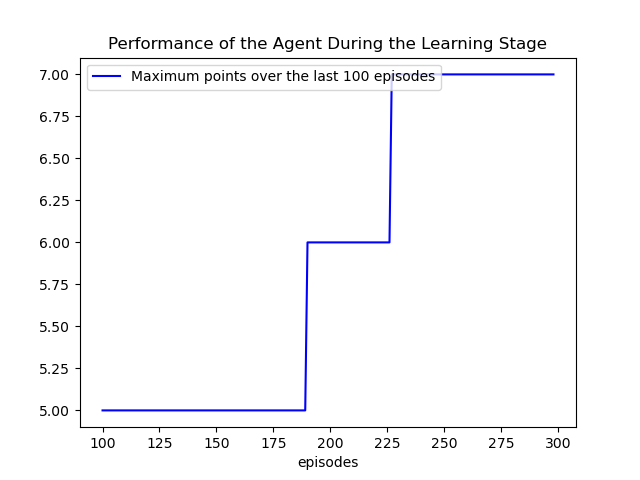 Performance of the Agent During the Learning Stage
Maximum points over the last 100 episodes
7.00
6.75
6.50
6.25
6.00
5.75
5.50
5.25
5.00
100 125 150 175 200 225 250 275 300
episodes